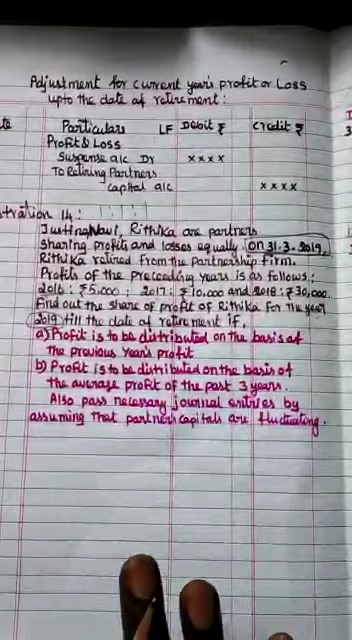 Adjustment for current year's profit or Loss
upto the date of retirement:
Particulars LF Debit ₹ Credit ₹
Profit & Loss
Suspense a/c Dr xxxx
To Retiring Partners
Capital a/c xxxx
stration 14:
Rithika are partners
sharing profits and losses equally, on 31.3.2019,
Rithika retired from the Partnership firm.
Profits of the preceding years is as follows:
2016: ₹5,000; 2017: ₹10,000 and 2018: ₹30,000.
Find out the share of profit of Rithika for the year
2019 till the date of retirement if,
a) Profit is to be distributed on the basis of
the previous Year's profit
b) Profit is to be distributed on the basis of
the average profit of the past 3 years.
Also pass necessary journal entries by
assuming that partners capitals are fluctuating.